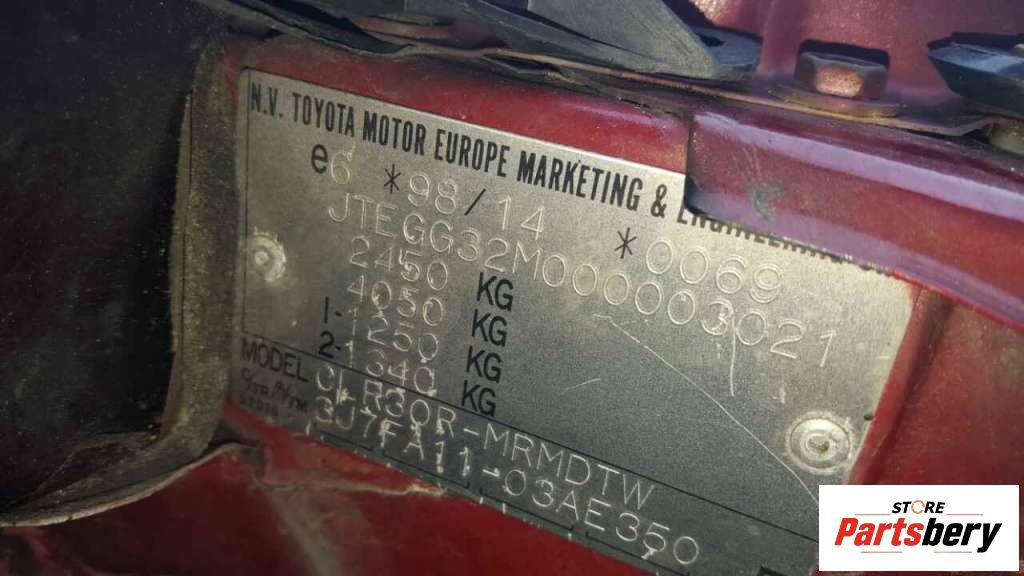 N.V. TOYOTA MOTOR EUROPE MARKETING & ENGINEER
e6 *98/14 *0069
JTEGG32M000003021
2450 KG
4050 KG
1-1250 KG
2-1340 KG
MODEL CLR30R-MRMDTW
3J7FA11-03AE350
STORE
Partsbery